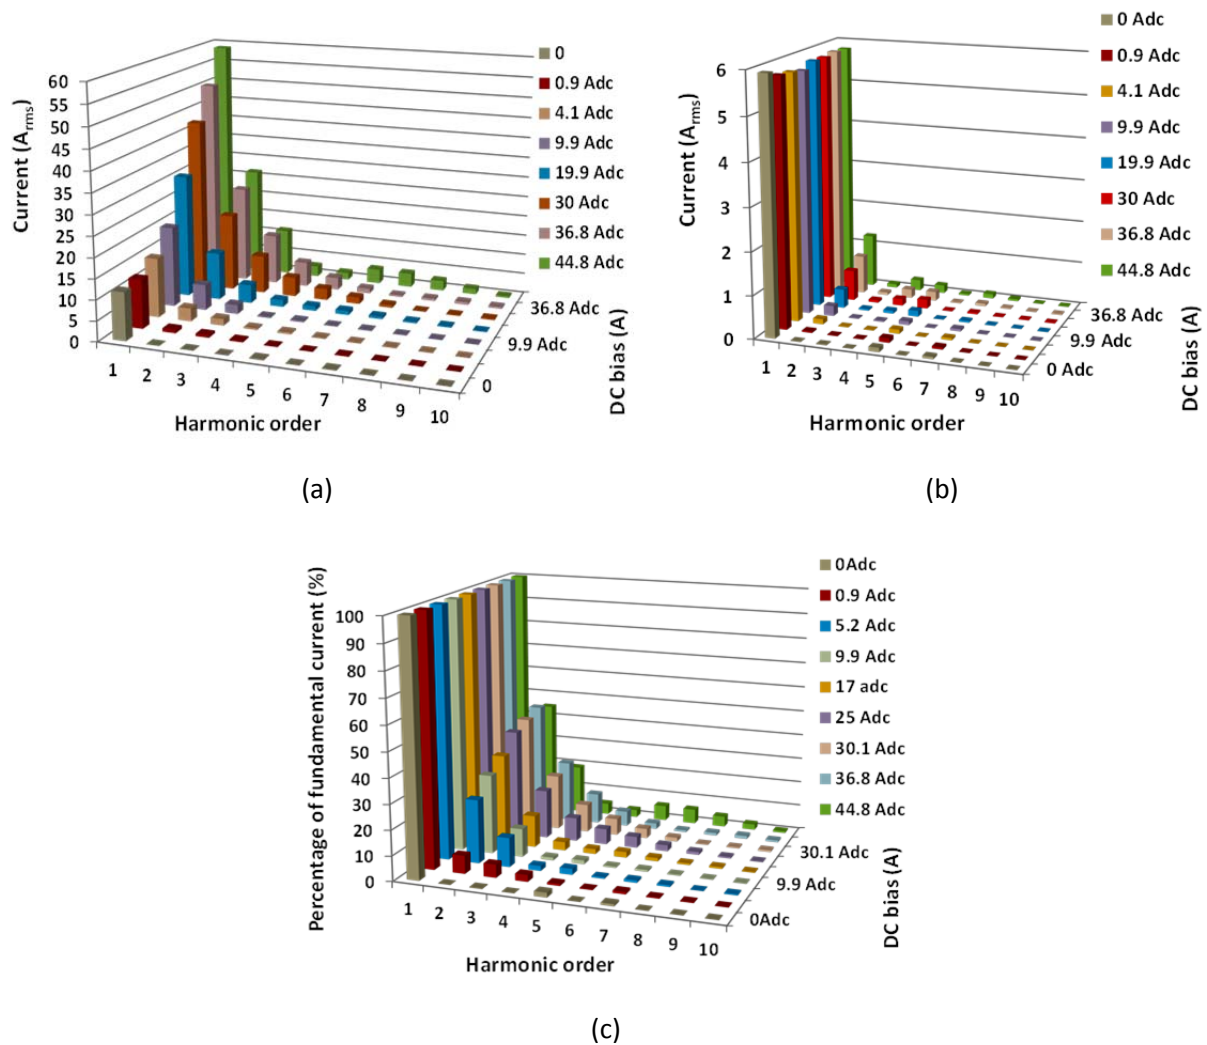 Current (Arms)
60
55
50
45
40
35
30
25
20
15
10
5
0
1
2
3
4
5
6
7
8
9
10
Harmonic order
0
9.9 Adc
36.8 Adc
DC bias (A)
0
0.9 Adc
4.1 Adc
9.9 Adc
19.9 Adc
30 Adc
36.8 Adc
44.8 Adc
(a)
Current (Arms)
6
5
4
3
2
1
0
1
2
3
4
5
6
7
8
9
10
Harmonic order
0 Adc
9.9 Adc
36.8 Adc
DC bias (A)
0 Adc
0.9 Adc
4.1 Adc
9.9 Adc
19.9 Adc
30 Adc
36.8 Adc
44.8 Adc
(b)
Percentage of fundamental current (%)
100
90
80
70
60
50
40
30
20
10
0
1
2
3
4
5
6
7
8
9
10
Harmonic order
0Adc
9.9 Adc
30.1 Adc
DC bias (A)
0Adc
0.9 Adc
5.2 Adc
9.9 Adc
17 adc
25 Adc
30.1 Adc
36.8 Adc
44.8 Adc
(c)